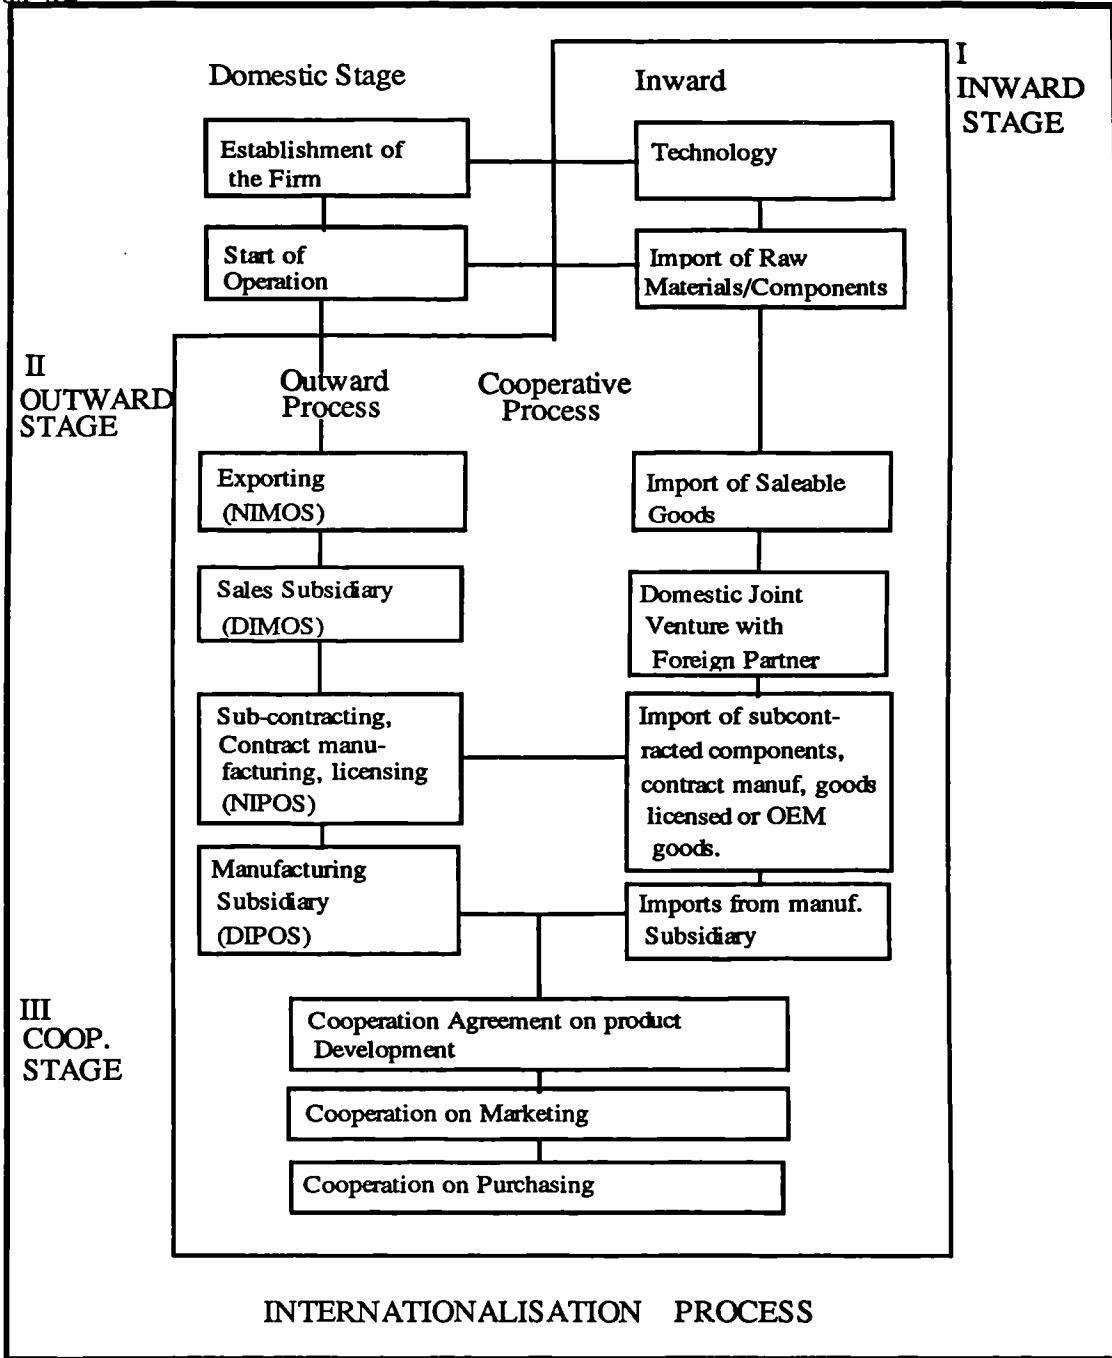 Domestic Stage
Inward
I
INWARD
STAGE
Establishment of
the Firm
Technology
Start of
Operation
Import of Raw
Materials/Components
II
OUTWARD
STAGE
Outward
Process
Cooperative
Process
Exporting
(NIMOS)
Import of Saleable
Goods
Sales Subsidiary
(DIMOS)
Domestic Joint
Venture with
Foreign Partner
Sub-contracting,
Contract manu-
facturing, licensing
(NIPOS)
Import of subcont-
racted components,
contract manuf, goods
licensed or OEM
goods.
Manufacturing
Subsidiary
(DIPOS)
Imports from manuf.
Subsidiary
III
COOP.
STAGE
Cooperation Agreement on product
Development
Cooperation on Marketing
Cooperation on Purchasing
INTERNATIONALISATION PROCESS